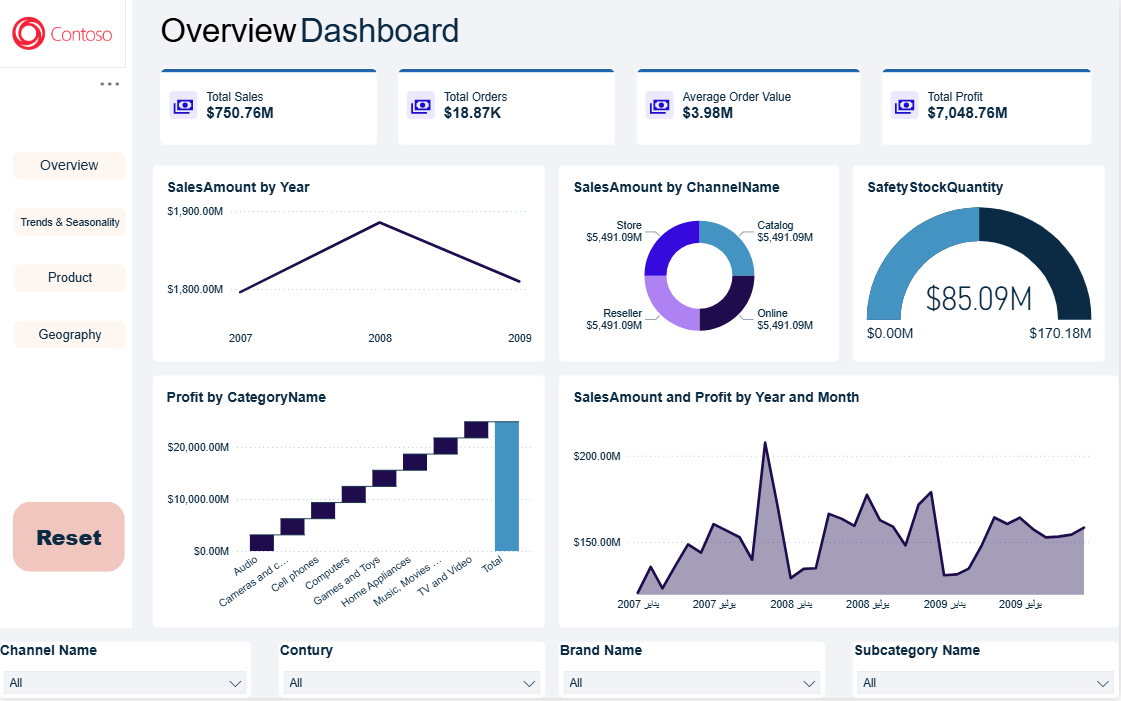 Contoso
Overview Dashboard
Total Sales
$750.76M
Total Orders
$18.87K
Average Order Value
$3.98M
Total Profit
$7,048.76M
Overview
Trends & Seasonality
Product
Geography
Reset
SalesAmount by Year
$1,900.00M
$1,800.00M
2007 2008 2009
SalesAmount by ChannelName
Store
$5,491.09M
Catalog
$5,491.09M
Reseller
$5,491.09M
Online
$5,491.09M
SafetyStockQuantity
$85.09M
$0.00M $170.18M
Profit by CategoryName
$20,000.00M
$10,000.00M
$0.00M
Audio
Cameras and c...
Cell phones
Computers
Games and Toys
Home Appliances
Music, Movies ...
TV and Video
Total
SalesAmount and Profit by Year and Month
$200.00M
$150.00M
يناير 2007
يوليو 2007
يناير 2008
يوليو 2008
يناير 2009
يوليو 2009
Channel Name
All
Contury
All
Brand Name
All
Subcategory Name
All